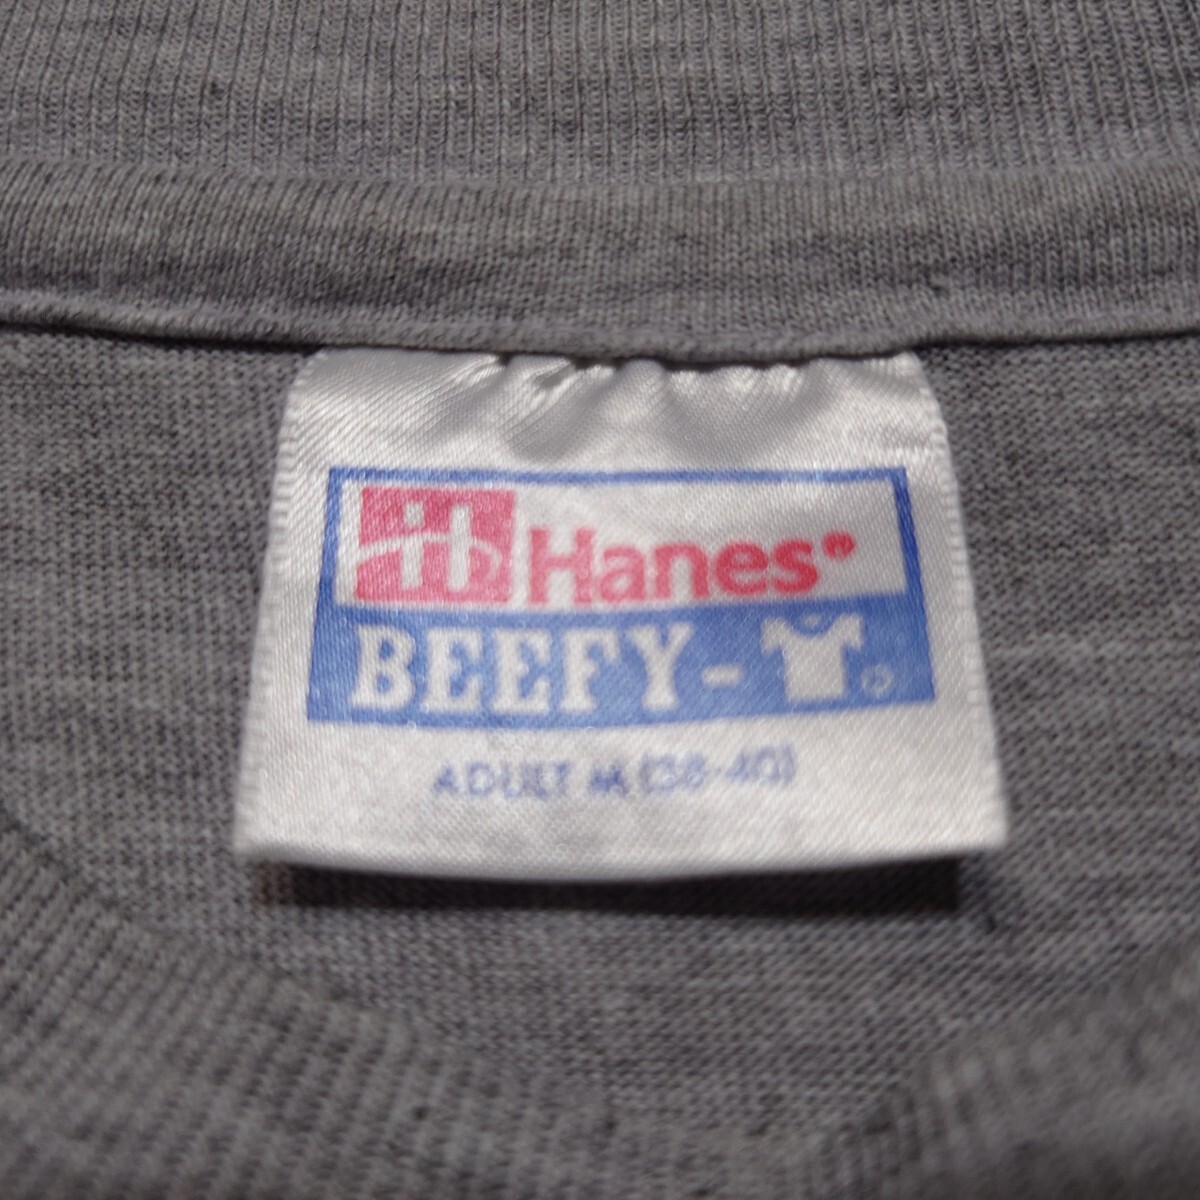 Hanes®
BEEFY-
ADULT M (38-40)